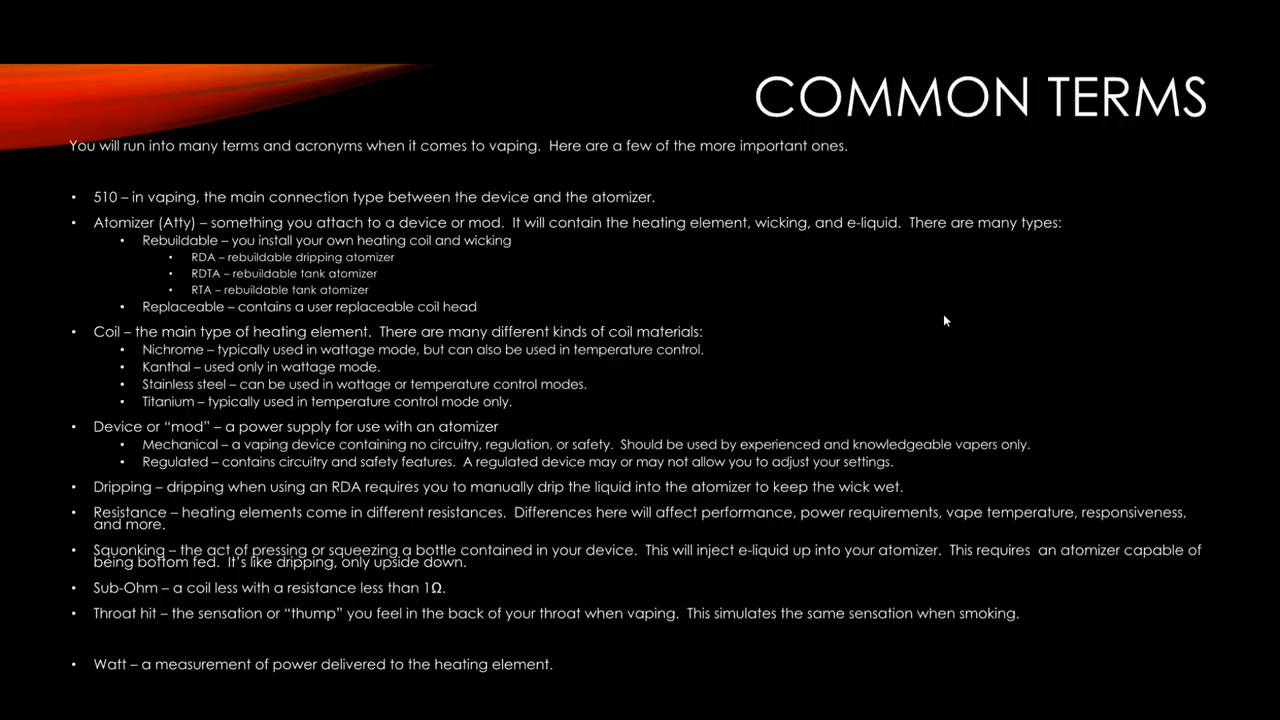 COMMON TERMS
You will run into many terms and acronyms when it comes to vaping.  Here are a few of the more important ones.
• 510 – in vaping, the main connection type between the device and the atomizer.
• Atomizer (Atty) – something you attach to a device or mod.  It will contain the heating element, wicking, and e-liquid.  There are many types:
• Rebuildable – you install your own heating coil and wicking
• RDA – rebuildable dripping atomizer
• RDTA – rebuildable tank atomizer
• RTA – rebuildable tank atomizer
• Replaceable – contains a user replaceable coil head
• Coil – the main type of heating element.  There are many different kinds of coil materials:
• Nichrome – typically used in wattage mode, but can also be used in temperature control.
• Kanthal – used only in wattage mode.
• Stainless steel – can be used in wattage or temperature control modes.
• Titanium – typically used in temperature control mode only.
• Device or “mod” – a power supply for use with an atomizer
• Mechanical – a vaping device containing no circuitry, regulation, or safety.  Should be used by experienced and knowledgeable vapers only.
• Regulated – contains circuitry and safety features.  A regulated device may or may not allow you to adjust your settings.
• Dripping – dripping when using an RDA requires you to manually drip the liquid into the atomizer to keep the wick wet.
• Resistance – heating elements come in different resistances.  Differences here will affect performance, power requirements, vape temperature, responsiveness,
and more.
• Squonking – the act of pressing or squeezing a bottle contained in your device.  This will inject e-liquid up into your atomizer.  This requires  an atomizer capable of
being bottom fed.  It’s like dripping, only upside down.
• Sub-Ohm – a coil less with a resistance less than 1Ω.
• Throat hit – the sensation or “thump” you feel in the back of your throat when vaping.  This simulates the same sensation when smoking.
• Watt – a measurement of power delivered to the heating element.